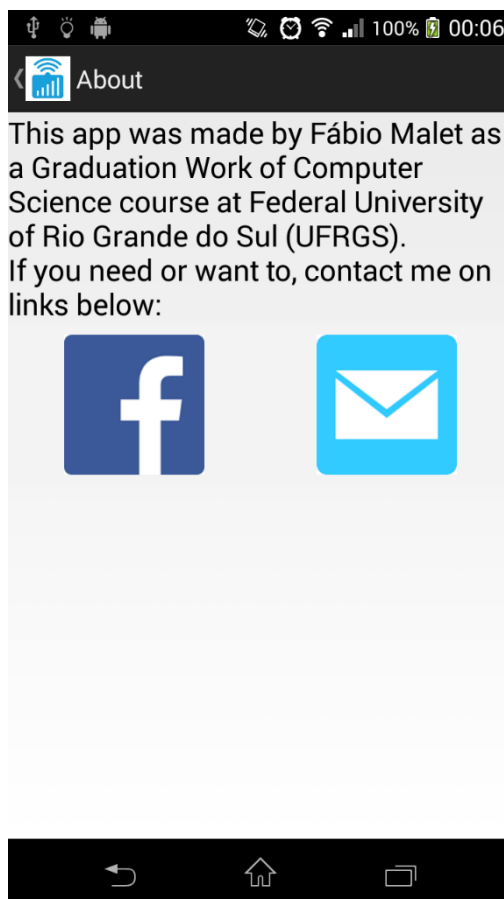 100% 00:06
About
This app was made by Fábio Malet as
a Graduation Work of Computer
Science course at Federal University
of Rio Grande do Sul (UFRGS).
If you need or want to, contact me on
links below:
f